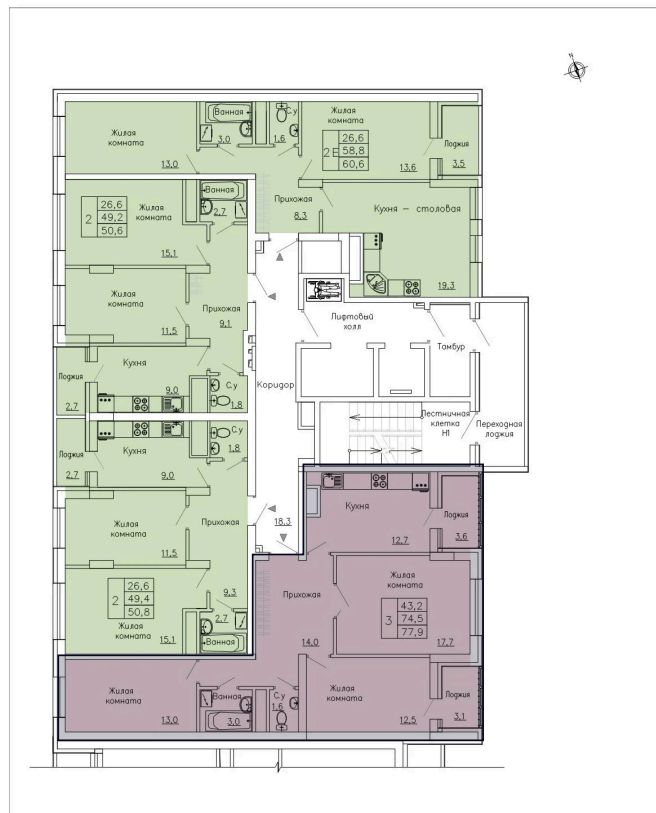 N
Ванная
С.у
Жилая
комната
Жилая
комната
3.0
1.6
26,6
2Е 58,8
60,6
Лоджия
13.0
13.6
3.5
26,6
2 49,2
50,6
Ванная
2.7
Прихожая
8.3
Кухня – столовая
Жилая
комната
15.1
19.3
Жилая
комната
11.5
Прихожая
9.1
Лифтовый
холл
Тамбур
Кухня
9.0
Лоджия
2.7
С.у
1.8
Коридор
Лестничная
клетка
Н1
Переходная
лоджия
Кухня
9.0
Лоджия
2.7
С.у
1.8
Кухня
12.7
Лоджия
3.6
18.3
Жилая
комната
11.5
Прихожая
9.3
26,6
2 49,4
50,8
Жилая
комната
15.1
2.7
Ванная
Прихожая
14.0
Жилая
комната
43,2
3 74,5
77,9
17.7
Жилая
комната
13.0
Ванная
3.0
С.у
1.6
Жилая
комната
12.5
Лоджия
3.1